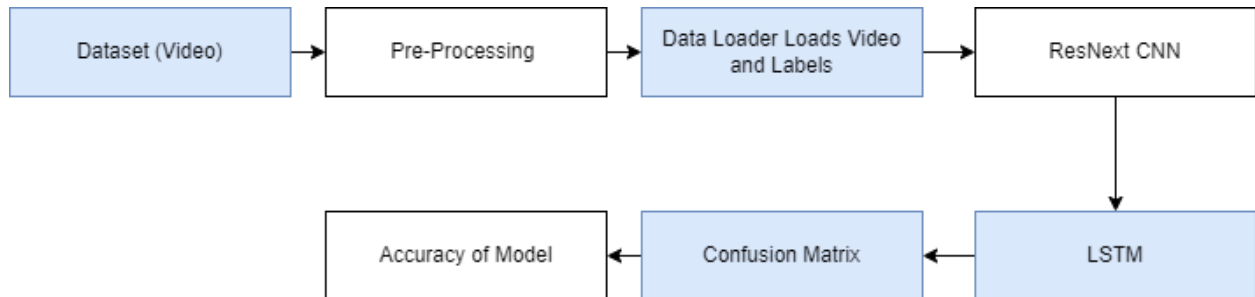 Dataset (Video)
Pre-Processing
Data Loader Loads Video
and Labels
ResNext CNN
Accuracy of Model
Confusion Matrix
LSTM